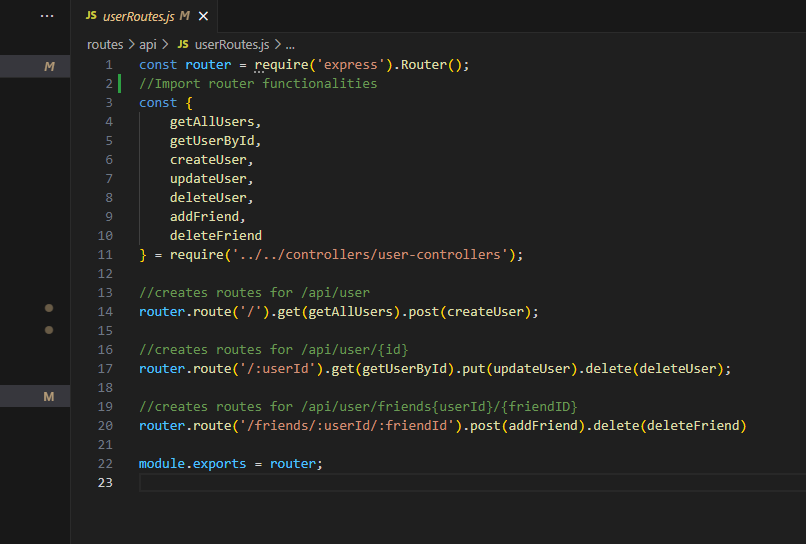 ··· JS userRoutes.js M ×
routes > api > JS userRoutes.js > ...
M
1 const router = require('express').Router();
2 //Import router functionalities
3 const {
4     getAllUsers,
5     getUserById,
6     createUser,
7     updateUser,
8     deleteUser,
9     addFriend,
10     deleteFriend
11 } = require('../../controllers/user-controllers');
12
13 //creates routes for /api/user
14 router.route('/').get(getAllUsers).post(createUser);
15
16 //creates routes for /api/user/{id}
17 router.route('/:userId').get(getUserById).put(updateUser).delete(deleteUser);
18
M
19 //creates routes for /api/user/friends{userId}/{friendID}
20 router.route('/friends/:userId/:friendId').post(addFriend).delete(deleteFriend)
21
22 module.exports = router;
23